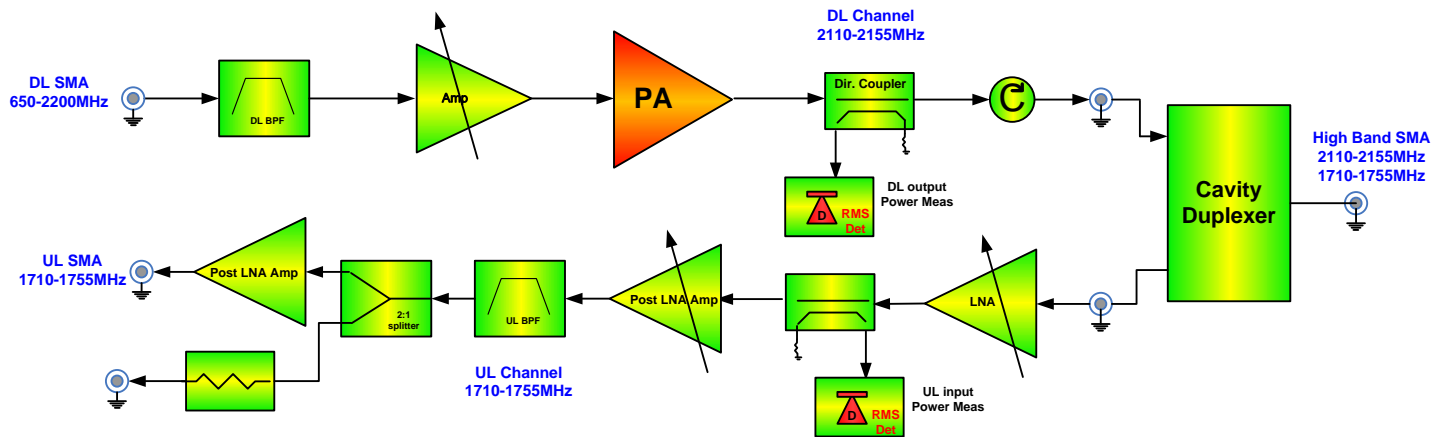 DL Channel
2110-2155MHz
DL SMA
650-2200MHz
DL BPF
Amp
PA
Dir. Coupler
C
DL output
Power Meas
D
RMS
Det
Cavity
Duplexer
High Band SMA
2110-2155MHz
1710-1755MHz
UL SMA
1710-1755MHz
Post LNA Amp
2:1
splitter
UL BPF
Post LNA Amp
LNA
UL Channel
1710-1755MHz
D
RMS
Det
UL input
Power Meas